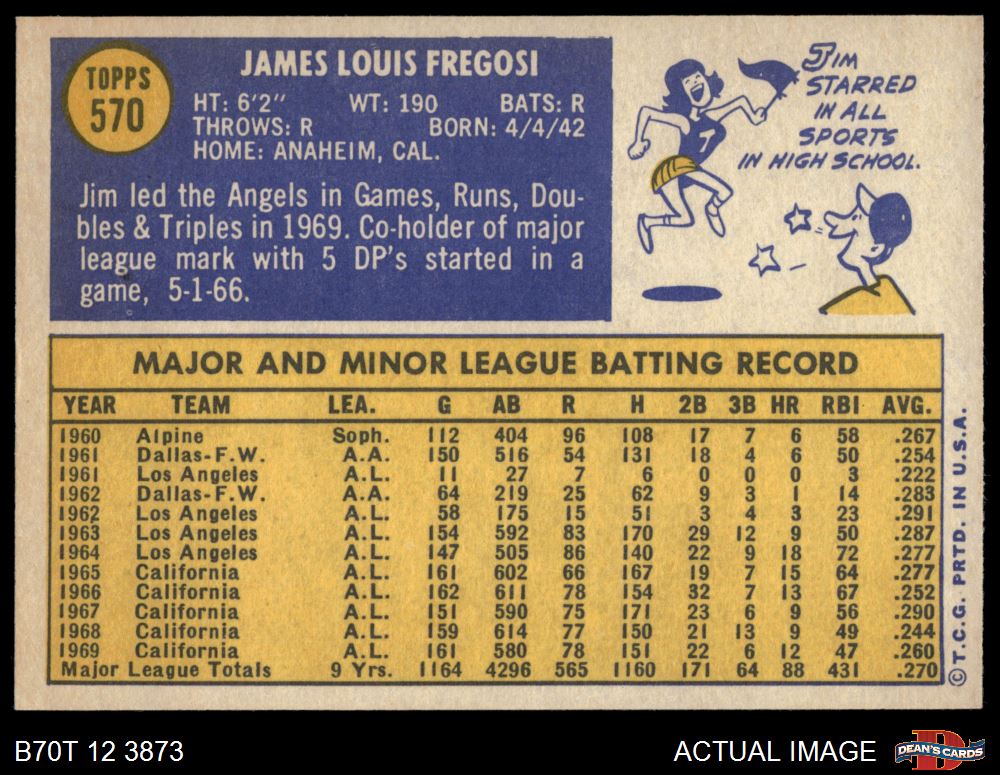 TOPPS
570
JAMES LOUIS FREGOSI
HT: 6'2" WT: 190 BATS: R
THROWS: R BORN: 4/4/42
HOME: ANAHEIM, CAL.
Jim led the Angels in Games, Runs, Dou-
bles & Triples in 1969. Co-holder of major
league mark with 5 DP's started in a
game, 5-1-66.
JIM
STARRED
IN ALL
SPORTS
IN HIGH SCHOOL.
7
MAJOR AND MINOR LEAGUE BATTING RECORD
YEAR TEAM LEA. G AB R H 2B 3B HR RBI AVG.
1960 Alpine Soph. 112 404 96 108 17 7 6 58 .267
1961 Dallas-F.W. A.A. 150 516 54 131 18 4 6 50 .254
1961 Los Angeles A.L. 11 27 7 6 0 0 0 3 .222
1962 Dallas-F.W. A.A. 64 219 25 62 9 3 1 14 .283
1962 Los Angeles A.L. 58 175 15 51 3 4 3 23 .291
1963 Los Angeles A.L. 154 592 83 170 29 12 9 50 .287
1964 Los Angeles A.L. 147 505 86 140 22 9 18 72 .277
1965 California A.L. 161 602 66 167 19 7 15 64 .277
1966 California A.L. 162 611 78 154 32 7 13 67 .252
1967 California A.L. 151 590 75 171 23 6 9 56 .290
1968 California A.L. 159 614 77 150 21 13 9 49 .244
1969 California A.L. 161 580 78 151 22 6 12 47 .260
Major League Totals 9 Yrs. 1164 4296 565 1160 171 64 88 431 .270
©T.C.G. PRTD. IN U.S.A.
B70T 12 3873
ACTUAL IMAGE
DEAN'S CARDS